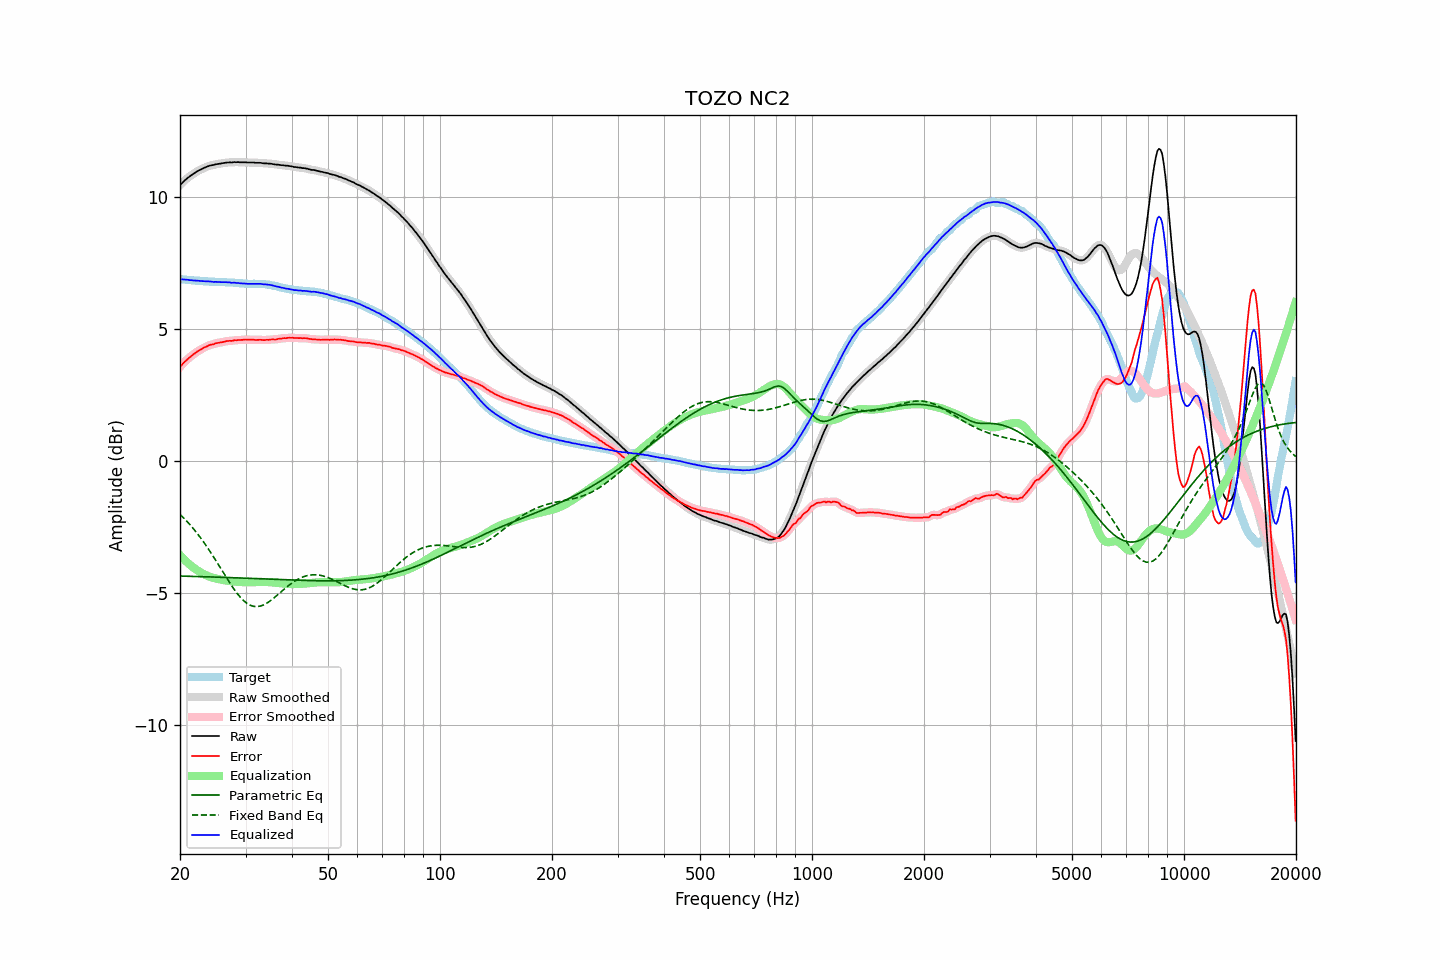 TOZO NC2
Amplitude (dBr)
10
5
0
−5
−10
Target
Raw Smoothed
Error Smoothed
Raw
Error
Equalization
Parametric Eq
Fixed Band Eq
Equalized
20 50 100 200 500 1000 2000 5000 10000 20000
Frequency (Hz)